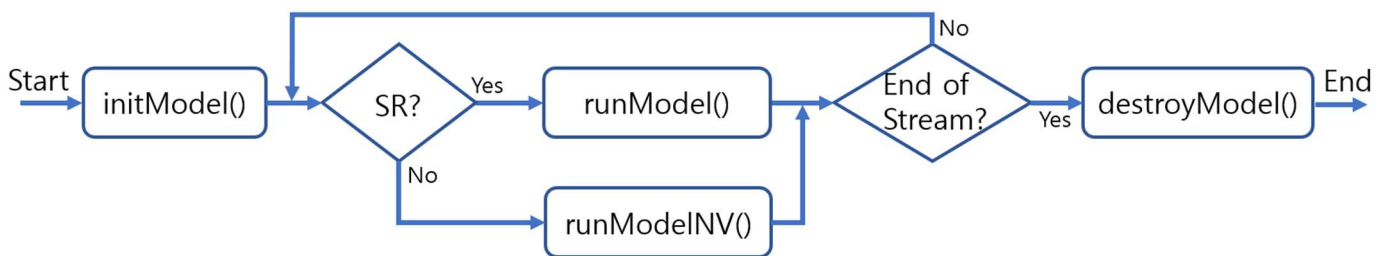 No
Start
initModel()
SR?
Yes
runModel()
End of
Stream?
Yes
destroyModel()
End
No
runModelNV()